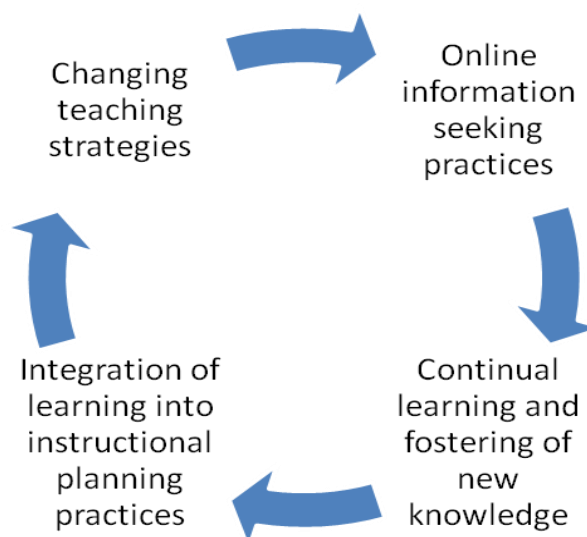 Changing
teaching
strategies
Online
information
seeking
practices
Continual
learning and
fostering of
new
knowledge
Integration of
learning into
instructional
planning
practices